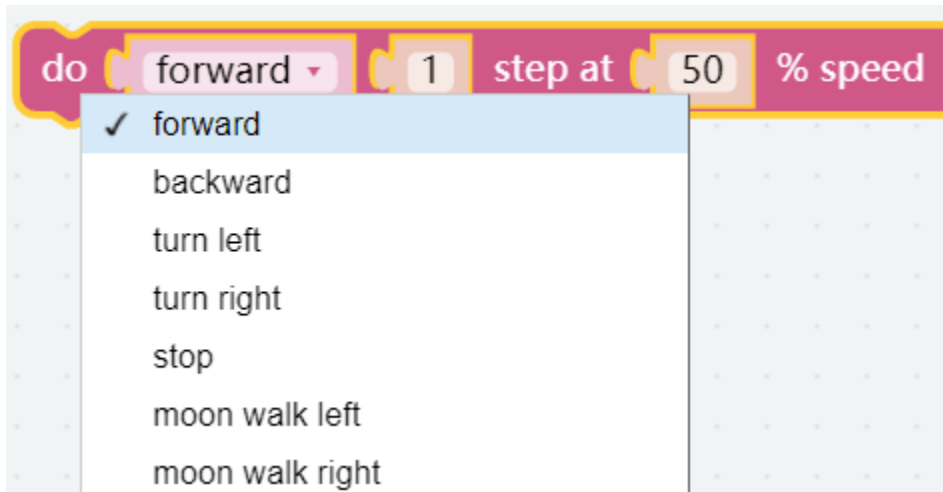 do forward 1 step at 50 % speed
✓ forward
backward
turn left
turn right
stop
moon walk left
moon walk right